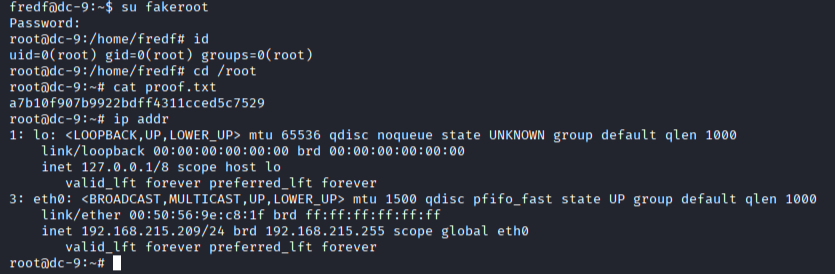 fredf@dc-9:~$ su fakeroot
Password:
root@dc-9:/home/fredf# id
uid=0(root) gid=0(root) groups=0(root)
root@dc-9:/home/fredf# cd /root
root@dc-9:~# cat proof.txt
a7b10f907b9922bdff4311cced5c7529
root@dc-9:~# ip addr
1: lo: <LOOPBACK,UP,LOWER_UP> mtu 65536 qdisc noqueue state UNKNOWN group default qlen 1000
    link/loopback 00:00:00:00:00:00 brd 00:00:00:00:00:00
    inet 127.0.0.1/8 scope host lo
       valid_lft forever preferred_lft forever
3: eth0: <BROADCAST,MULTICAST,UP,LOWER_UP> mtu 1500 qdisc pfifo_fast state UP group default qlen 1000
    link/ether 00:50:56:9e:c8:1f brd ff:ff:ff:ff:ff:ff
    inet 192.168.215.209/24 brd 192.168.215.255 scope global eth0
       valid_lft forever preferred_lft forever
root@dc-9:~#